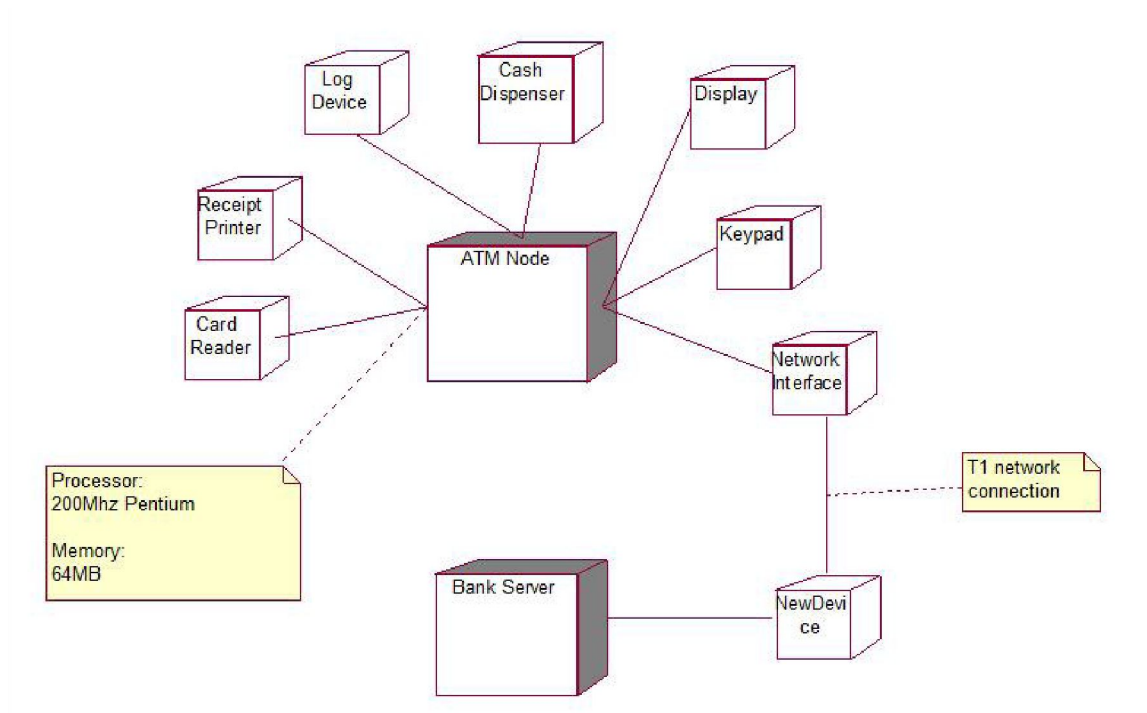 Log
Device
Cash
Dispenser
Display
Receipt
Printer
ATM Node
Keypad
Card
Reader
Network
Interface
Processor:
200Mhz Pentium
Memory:
64MB
T1 network
connection
Bank Server
NewDevi
ce